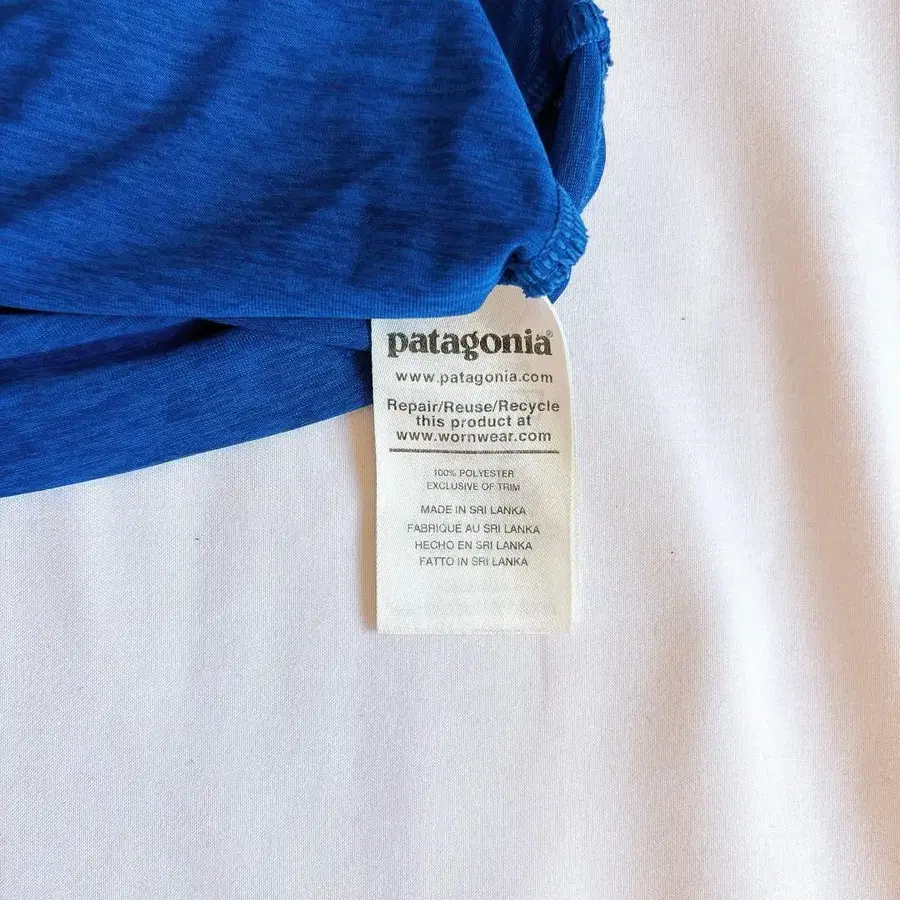 patagonia®
www.patagonia.com
Repair/Reuse/Recycle
this product at
www.wornwear.com
100% POLYESTER
EXCLUSIVE OF TRIM
MADE IN SRI LANKA
FABRIQUE AU SRI LANKA
HECHO EN SRI LANKA
FATTO IN SRI LANKA